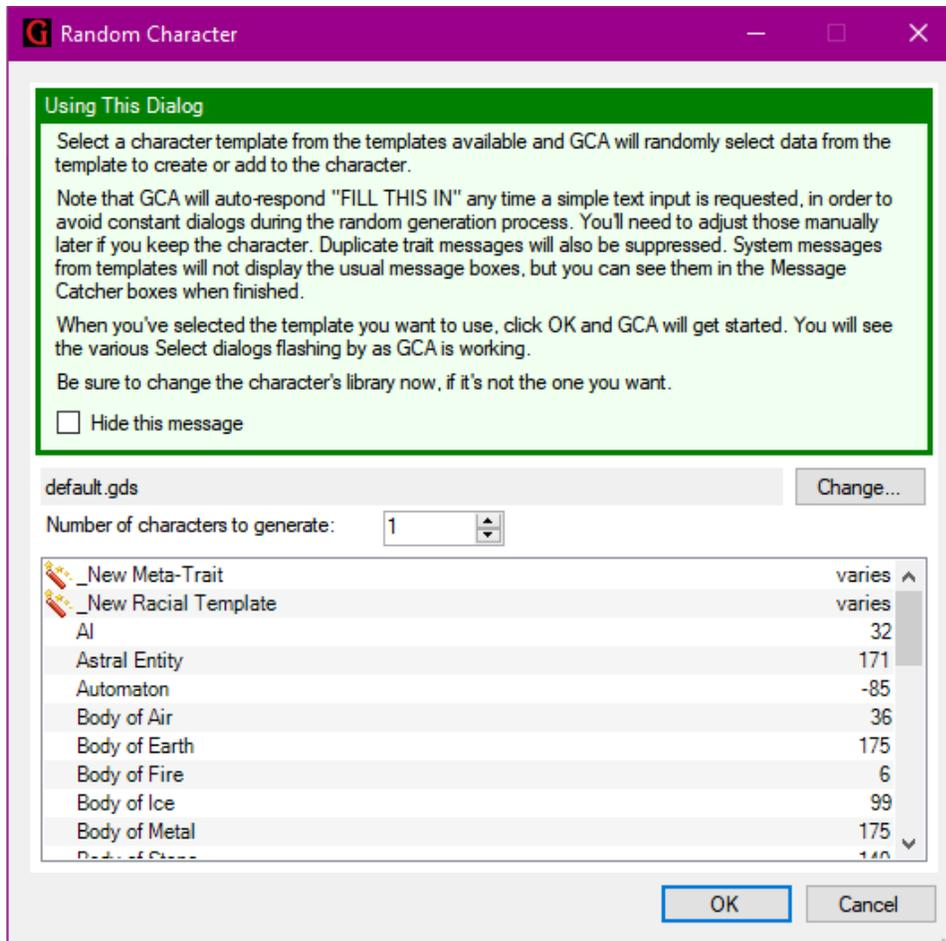 G Random Character
Using This Dialog
Select a character template from the templates available and GCA will randomly select data from the
template to create or add to the character.
Note that GCA will auto-respond "FILL THIS IN" any time a simple text input is requested, in order to
avoid constant dialogs during the random generation process. You'll need to adjust those manually
later if you keep the character. Duplicate trait messages will also be suppressed. System messages
from templates will not display the usual message boxes, but you can see them in the Message
Catcher boxes when finished.
When you've selected the template you want to use, click OK and GCA will get started. You will see
the various Select dialogs flashing by as GCA is working.
Be sure to change the character's library now, if it's not the one you want.
Hide this message
default.gds Change...
Number of characters to generate: 1
_New Meta-Trait varies
_New Racial Template varies
AI 32
Astral Entity 171
Automaton -85
Body of Air 36
Body of Earth 175
Body of Fire 6
Body of Ice 99
Body of Metal 175
Body of
OK Cancel